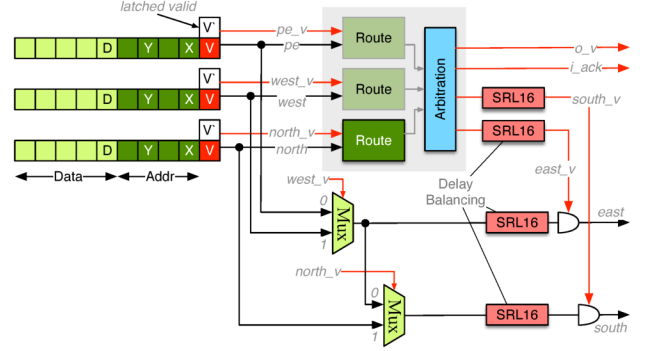 latched valid
V`
pe_v
D Y X V
pe
Route
o_v
i_ack
V`
west_v
D Y X V
west
Route
Arbitration
SRL16
south_v
V`
north_v
D Y X V
north
Route
SRL16
east_v
Data
Addr
west_v
Delay
Balancing
0
Mux
1
SRL16
east
north_v
0
Mux
1
SRL16
south